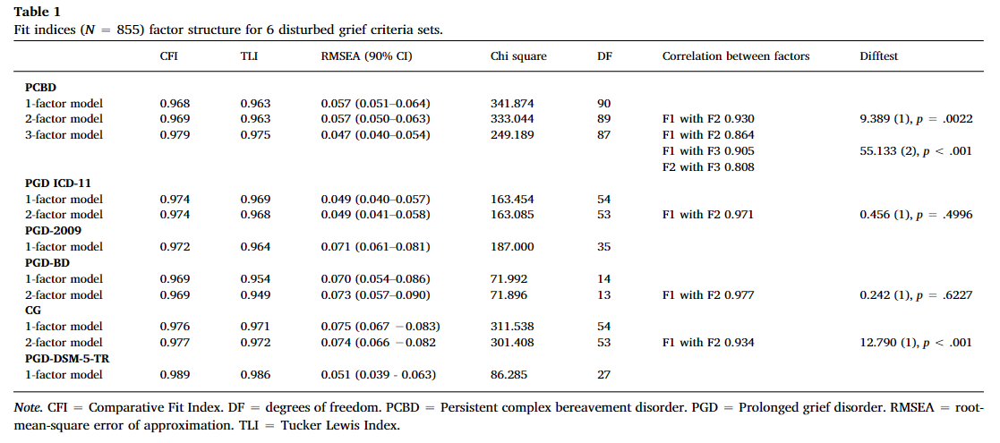 Table 1
Fit indices (N = 855) factor structure for 6 disturbed grief criteria sets.
CFI TLI RMSEA (90% CI) Chi square DF Correlation between factors Difftest
PCBD
1-factor model 0.968 0.963 0.057 (0.051–0.064) 341.874 90
2-factor model 0.969 0.963 0.057 (0.050–0.063) 333.044 89 F1 with F2 0.930 9.389 (1), p = .0022
3-factor model 0.979 0.975 0.047 (0.040–0.054) 249.189 87 F1 with F2 0.864
F1 with F3 0.905 55.133 (2), p < .001
F2 with F3 0.808
PGD ICD-11
1-factor model 0.974 0.969 0.049 (0.040–0.057) 163.454 54
2-factor model 0.974 0.968 0.049 (0.041–0.058) 163.085 53 F1 with F2 0.971 0.456 (1), p = .4996
PGD-2009
1-factor model 0.972 0.964 0.071 (0.061–0.081) 187.000 35
PGD-BD
1-factor model 0.969 0.954 0.070 (0.054–0.086) 71.992 14
2-factor model 0.969 0.949 0.073 (0.057–0.090) 71.896 13 F1 with F2 0.977 0.242 (1), p = .6227
CG
1-factor model 0.976 0.971 0.075 (0.067 −0.083) 311.538 54
2-factor model 0.977 0.972 0.074 (0.066 −0.082 301.408 53 F1 with F2 0.934 12.790 (1), p < .001
PGD-DSM-5-TR
1-factor model 0.989 0.986 0.051 (0.039 - 0.063) 86.285 27
Note. CFI = Comparative Fit Index. DF = degrees of freedom. PCBD = Persistent complex bereavement disorder. PGD = Prolonged grief disorder. RMSEA = root-
mean-square error of approximation. TLI = Tucker Lewis Index.